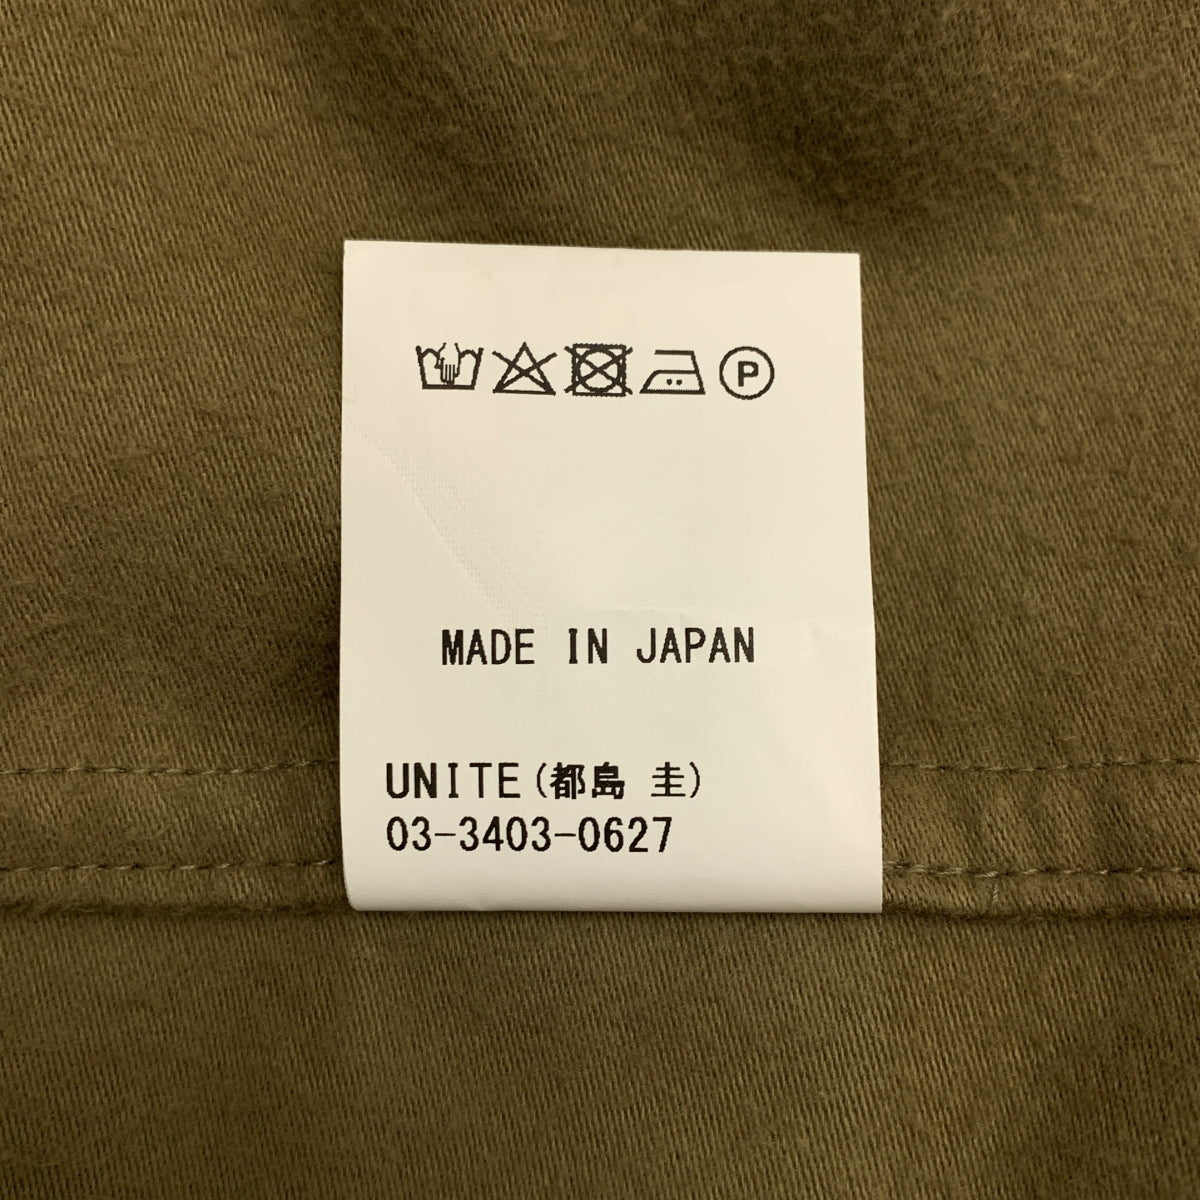 P
MADE IN JAPAN
UNITE(都島 圭)
03-3403-0627